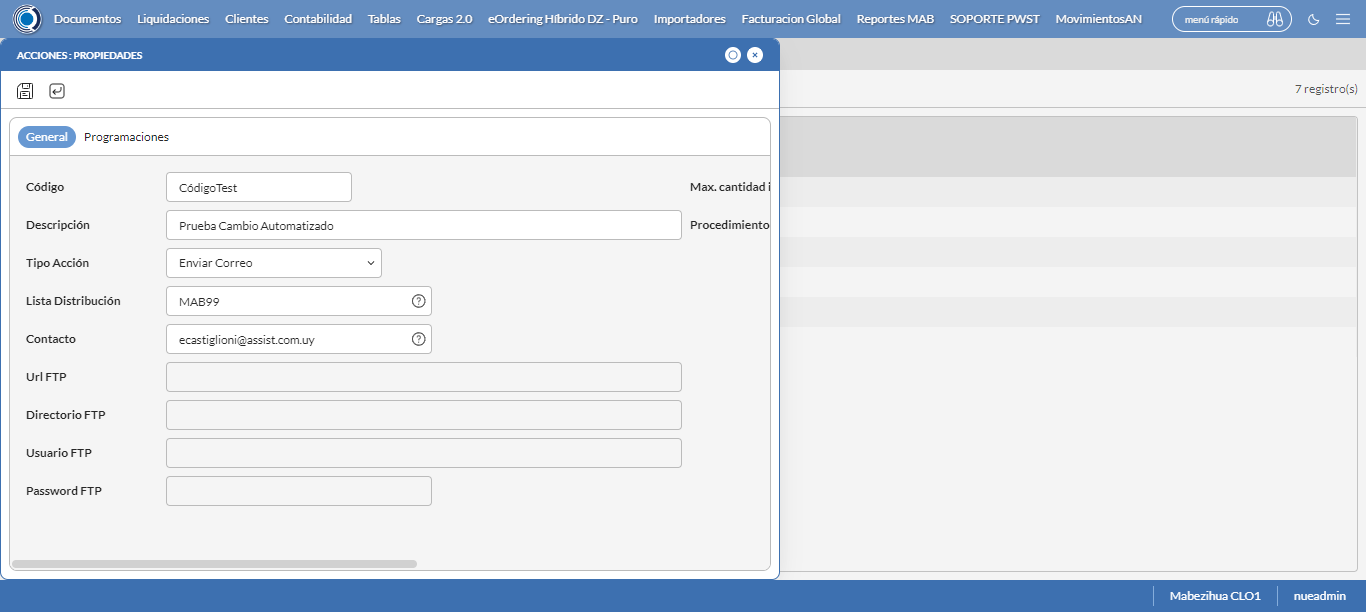 Documentos Liquidaciones Clientes Contabilidad Tablas Cargas 2.0 eOrdering Híbrido DZ - Puro Importadores Facturacion Global Reportes MAB SOPORTE PWST MovimientosAN menú rápido
ACCIONES : PROPIEDADES
7 registro(s)
General Programaciones
Código CódigoTest Max. cantidad i
Descripción Prueba Cambio Automatizado Procedimiento
Tipo Acción Enviar Correo
Lista Distribución MAB99
Contacto ecastiglioni@assist.com.uy
Url FTP
Directorio FTP
Usuario FTP
Password FTP
Mabezihua CLO1 nueadmin